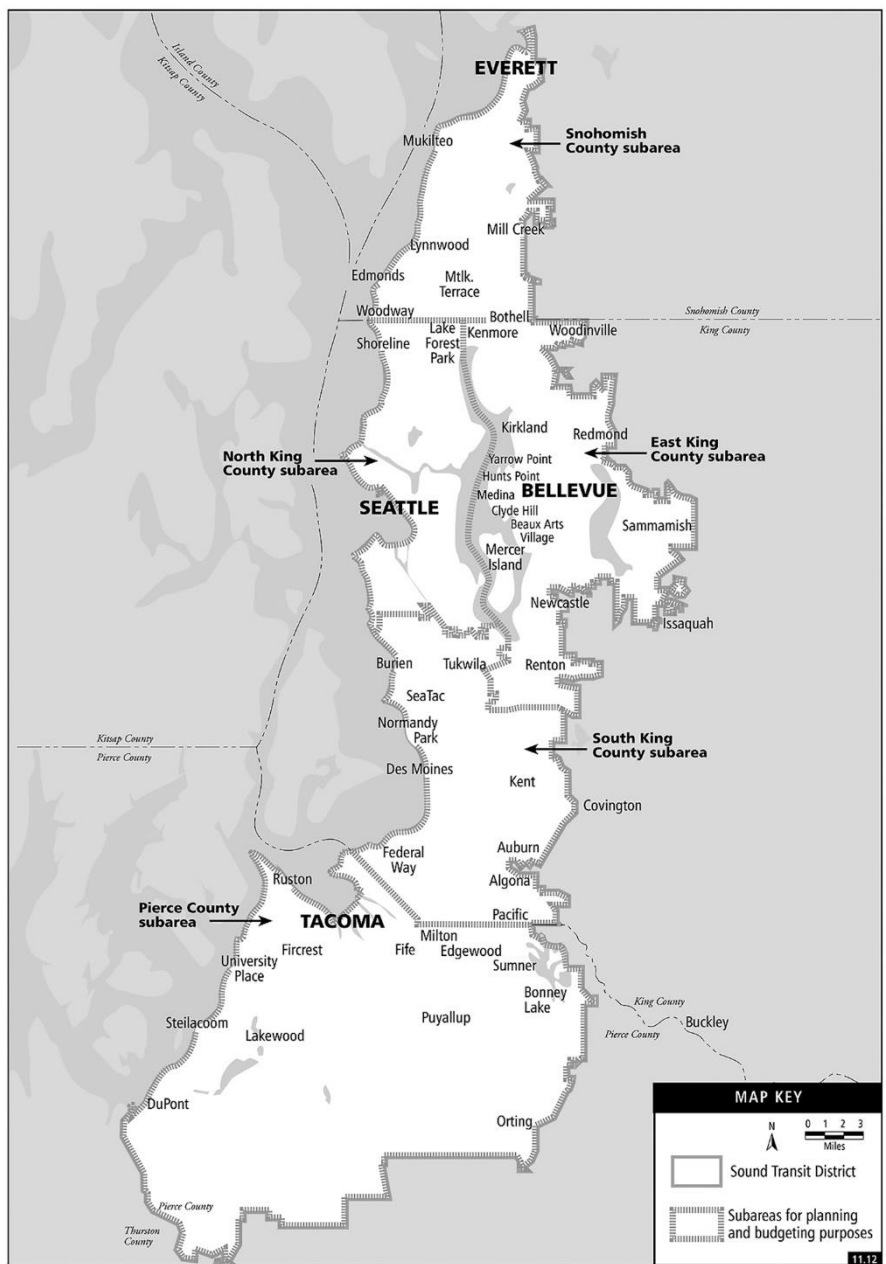 Island County
Kitsap County
EVERETT
Mukilteo
Snohomish
County subarea
Mill Creek
Lynnwood
Edmonds
Mtlk.
Terrace
Woodway
Bothell
Snohomish County
King County
Shoreline
Lake
Forest
Park
Kenmore
Woodinville
Kirkland
Redmond
North King
County subarea
East King
County subarea
Yarrow Point
Hunts Point
SEATTLE
Medina
BELLEVUE
Clyde Hill
Beaux Arts
Village
Sammamish
Mercer
Island
Newcastle
Issaquah
Burien
Tukwila
Renton
SeaTac
Normandy
Park
Kitsap County
Pierce County
South King
County subarea
Des Moines
Kent
Covington
Federal
Way
Auburn
Ruston
Algona
Pierce County
subarea
TACOMA
Pacific
Milton
Fircrest
Fife
Edgewood
University
Place
Sumner
Bonney
Lake
King County
Pierce County
Buckley
Steilacoom
Lakewood
Puyallup
DuPont
Orting
Pierce County
Thurston
County
MAP KEY
N
0 1 2 3
Miles
Sound Transit District
Subareas for planning
and budgeting purposes
11.12